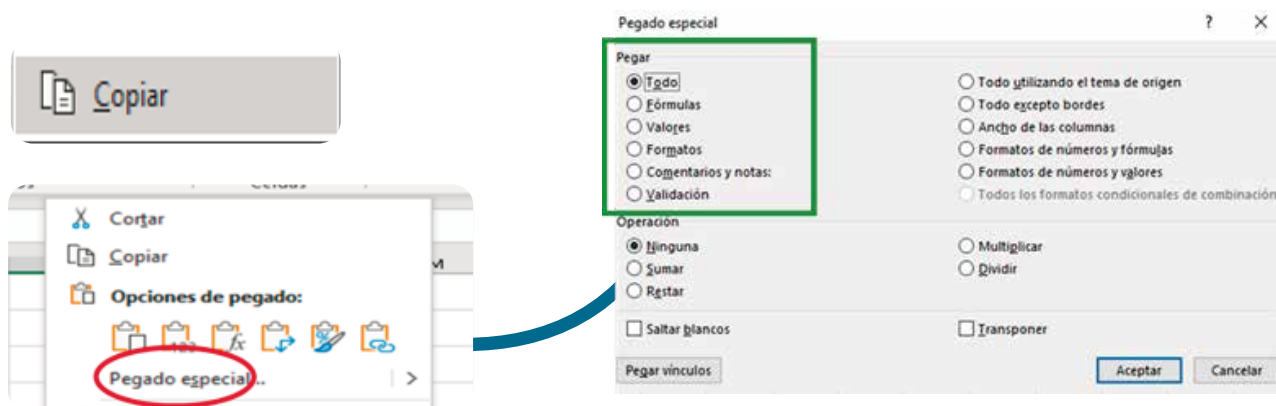 Copiar
Cortar
Copiar
M
Opciones de pegado:
123
fx
%
Pegado especial...
Pegado especial ? X
Pegar
Todo
Fórmulas
Valores
Formatos
Comentarios y notas:
Validación
Todo utilizando el tema de origen
Todo excepto bordes
Ancho de las columnas
Formatos de números y fórmulas
Formatos de números y valores
Todos los formatos condicionales de combinación
Operación
Ninguna
Sumar
Restar
Multiplicar
Dividir
Saltar blancos
Transponer
Pegar vínculos
Aceptar
Cancelar